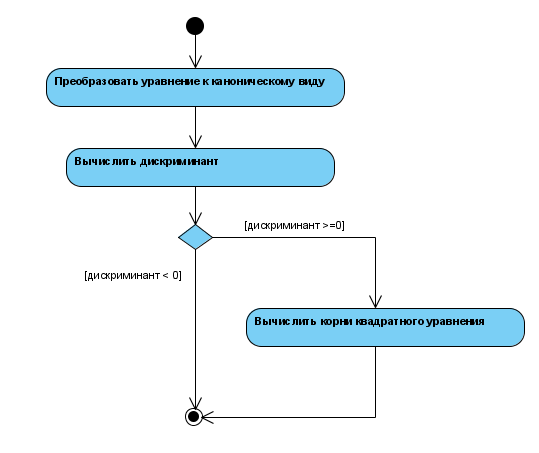 Преобразовать уравнение к каноническому виду
Вычислить дискриминант
[дискриминант >=0]
[дискриминант < 0]
Вычислить корни квадратного уравнения